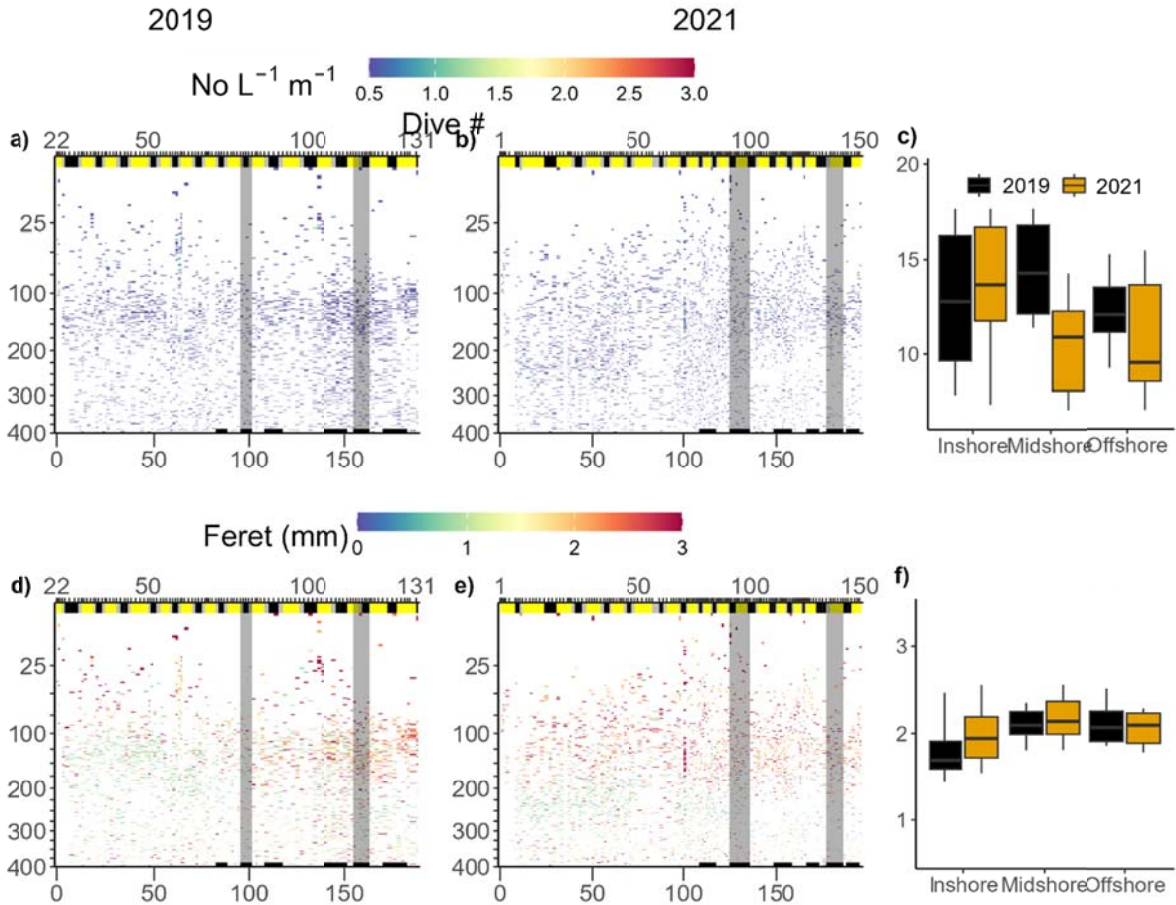 2019 2021
No L⁻¹ m⁻¹
0.5 1.0 1.5 2.0 2.5 3.0
Dive #
a) 22 50 100 131 b) 1 50 100 150 c)
20
2019 2021
25 25
15
100 100
10
200 200
300 300
400 400
Inshore Midshore Offshore
0 50 100 150 0 50 100 150
Feret (mm)
0 1 2 3
d) 22 50 100 131 e) 1 50 100 150 f)
3
25 25
100 100
2
200 200
1
300 300
400 400
Inshore Midshore Offshore
0 50 100 150 0 50 100 150